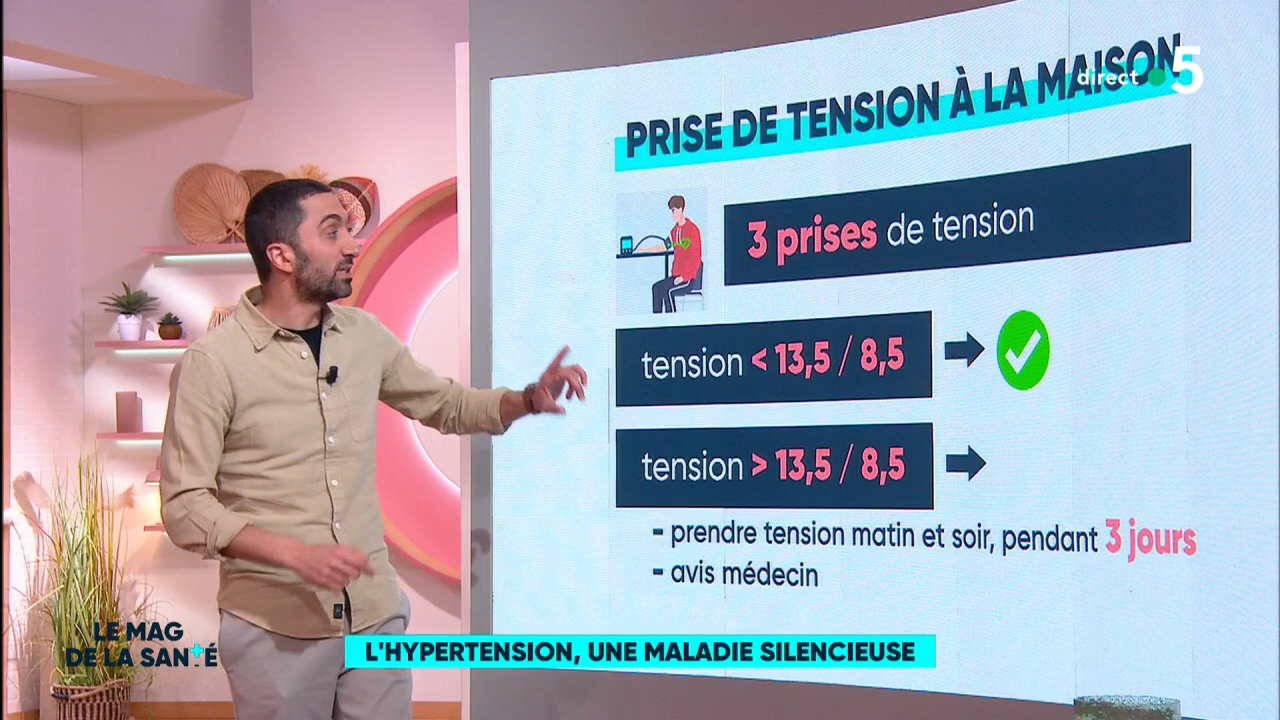 direct 5
PRISE DE TENSION À LA MAISON
3 prises de tension
tension < 13,5 / 8,5
tension > 13,5 / 8,5
- prendre tension matin et soir, pendant 3 jours
- avis médecin
LE MAG
DE LA SANTÉ
L'HYPERTENSION, UNE MALADIE SILENCIEUSE